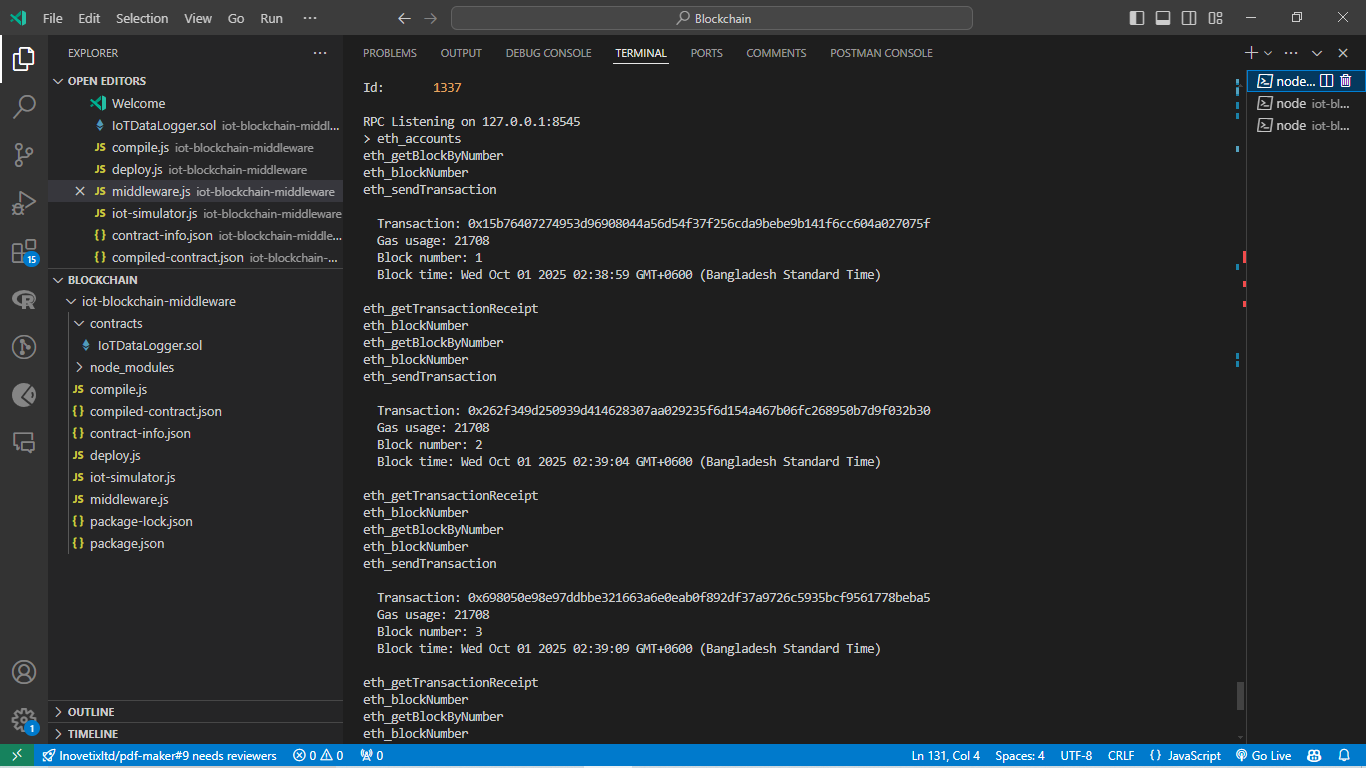 File Edit Selection View Go Run ··· Blockchain
EXPLORER ···
OPEN EDITORS
Welcome
IoTDataLogger.sol iot-blockchain-middl...
JS compile.js iot-blockchain-middleware
JS deploy.js iot-blockchain-middleware
JS middleware.js iot-blockchain-middleware
JS iot-simulator.js iot-blockchain-middleware
{} contract-info.json iot-blockchain-middle...
{} compiled-contract.json iot-blockchain-...
BLOCKCHAIN
iot-blockchain-middleware
contracts
IoTDataLogger.sol
node_modules
JS compile.js
{} compiled-contract.json
{} contract-info.json
JS deploy.js
JS iot-simulator.js
JS middleware.js
{} package-lock.json
{} package.json
OUTLINE
TIMELINE
15
1
PROBLEMS OUTPUT DEBUG CONSOLE TERMINAL PORTS COMMENTS POSTMAN CONSOLE
Id: 1337
RPC Listening on 127.0.0.1:8545
> eth_accounts
eth_getBlockByNumber
eth_blockNumber
eth_sendTransaction
Transaction: 0x15b76407274953d96908044a56d54f37f256cda9bebe9b141f6cc604a027075f
Gas usage: 21708
Block number: 1
Block time: Wed Oct 01 2025 02:38:59 GMT+0600 (Bangladesh Standard Time)
eth_getTransactionReceipt
eth_blockNumber
eth_getBlockByNumber
eth_blockNumber
eth_sendTransaction
Transaction: 0x262f349d250939d414628307aa029235f6d154a467b06fc268950b7d9f032b30
Gas usage: 21708
Block number: 2
Block time: Wed Oct 01 2025 02:39:04 GMT+0600 (Bangladesh Standard Time)
eth_getTransactionReceipt
eth_blockNumber
eth_getBlockByNumber
eth_blockNumber
eth_sendTransaction
Transaction: 0x698050e98e97ddbbe321663a6e0eab0f892df37a9726c5935bcf9561778beba5
Gas usage: 21708
Block number: 3
Block time: Wed Oct 01 2025 02:39:09 GMT+0600 (Bangladesh Standard Time)
eth_getTransactionReceipt
eth_blockNumber
eth_getBlockByNumber
eth_blockNumber
node...
node iot-bl...
node iot-bl...
Inovetixltd/pdf-maker#9 needs reviewers 0 0 0 Ln 131, Col 4 Spaces: 4 UTF-8 CRLF {} JavaScript Go Live